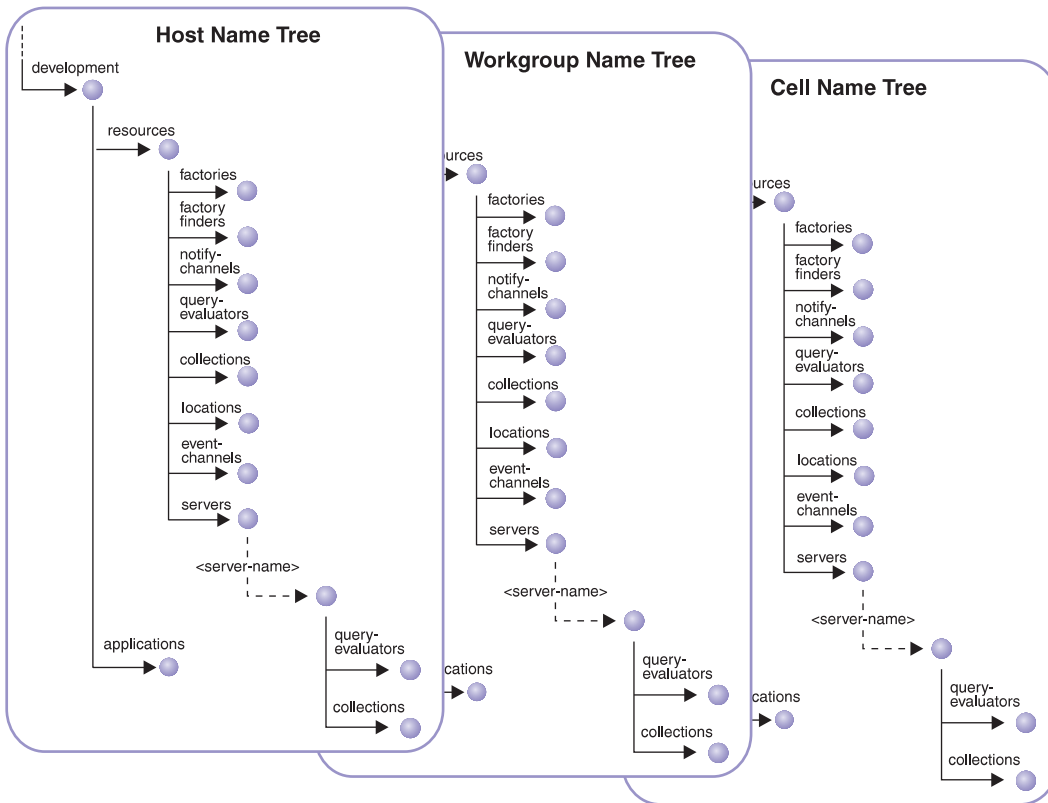 Host Name Tree
development
resources
factories
factory
finders
notify-
channels
query-
evaluators
collections
locations
event-
channels
servers
<server-name>
query-
evaluators
collections
applications
Workgroup Name Tree
urces
factories
factory
finders
notify-
channels
query-
evaluators
collections
locations
event-
channels
servers
<server-name>
query-
evaluators
collections
cations
Cell Name Tree
urces
factories
factory
finders
notify-
channels
query-
evaluators
collections
locations
event-
channels
servers
<server-name>
query-
evaluators
collections
cations